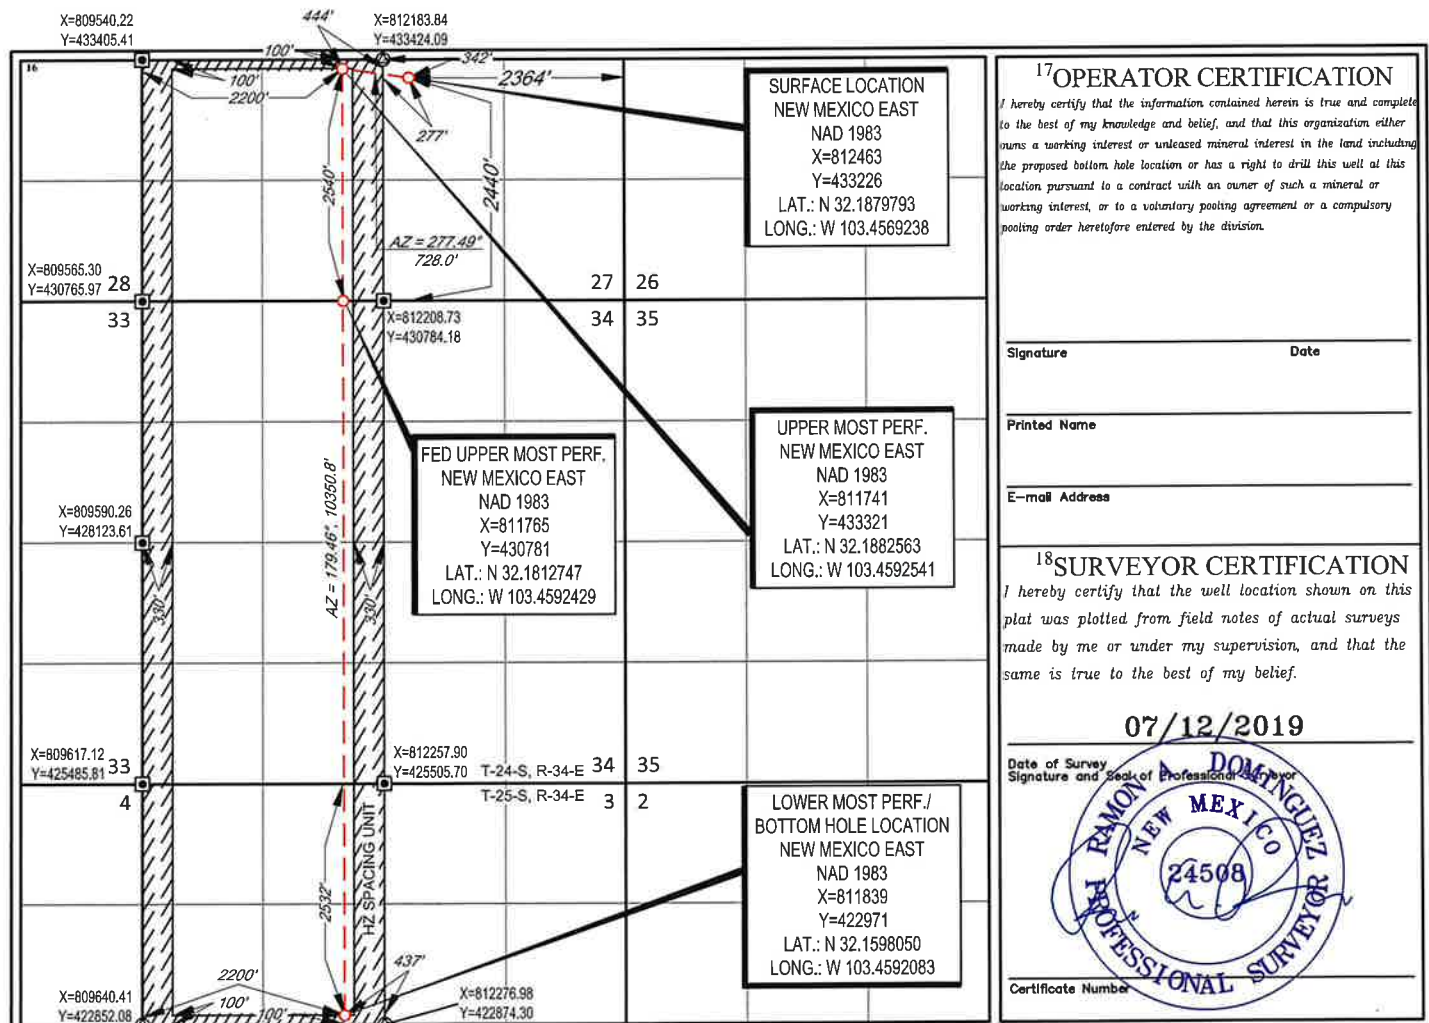 X=809540.22
Y=433405.41
444'
X=812183.84
Y=433424.09
16
100'
100'
2200'
342'
2364'
277'
2540'
2440'
AZ = 277.49°
728.0'
X=809565.30
Y=430765.97
28
33
27 26
34 35
X=812208.73
Y=430784.18
SURFACE LOCATION
NEW MEXICO EAST
NAD 1983
X=812463
Y=433226
LAT.: N 32.1879793
LONG.: W 103.4569238
FED UPPER MOST PERF.
NEW MEXICO EAST
NAD 1983
X=811765
Y=430781
LAT.: N 32.1812747
LONG.: W 103.4592429
UPPER MOST PERF.
NEW MEXICO EAST
NAD 1983
X=811741
Y=433321
LAT.: N 32.1882563
LONG.: W 103.4592541
X=809590.26
Y=428123.61
AZ = 179.46°, 10350.8'
330'
330'
X=809617.12
Y=425485.81
33
4
X=812257.90
Y=425505.70
T-24-S, R-34-E 34 35
T-25-S, R-34-E 3 2
2532'
HZ SPACING UNIT
LOWER MOST PERF./
BOTTOM HOLE LOCATION
NEW MEXICO EAST
NAD 1983
X=811839
Y=422971
LAT.: N 32.1598050
LONG.: W 103.4592083
2200'
437'
100'
100'
X=809640.41
Y=422852.08
X=812276.98
Y=422874.30
17 OPERATOR CERTIFICATION
I hereby certify that the information contained herein is true and complete
to the best of my knowledge and belief, and that this organization either
owns a working interest or unleased mineral interest in the land including
the proposed bottom hole location or has a right to drill this well at this
location pursuant to a contract with an owner of such a mineral or
working interest, or to a voluntary pooling agreement or a compulsory
pooling order heretofore entered by the division.
Signature Date
Printed Name
E-mail Address
18 SURVEYOR CERTIFICATION
I hereby certify that the well location shown on this
plat was plotted from field notes of actual surveys
made by me or under my supervision, and that the
same is true to the best of my belief.
07/12/2019
Date of Survey
Signature and Seal of Professional Surveyor
RAMON A. DOMINGUEZ
NEW MEXICO
24508
PROFESSIONAL SURVEYOR
Certificate Number